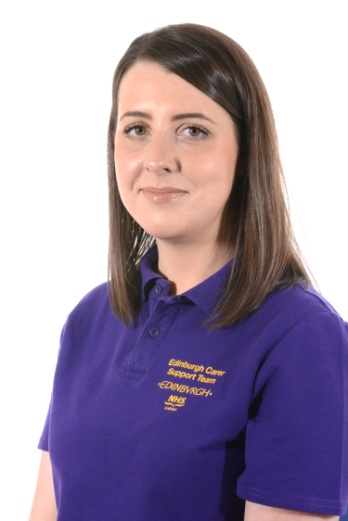 Edinburgh Carer
Support Team
·EDINBVRGH·
NHS
Lothian